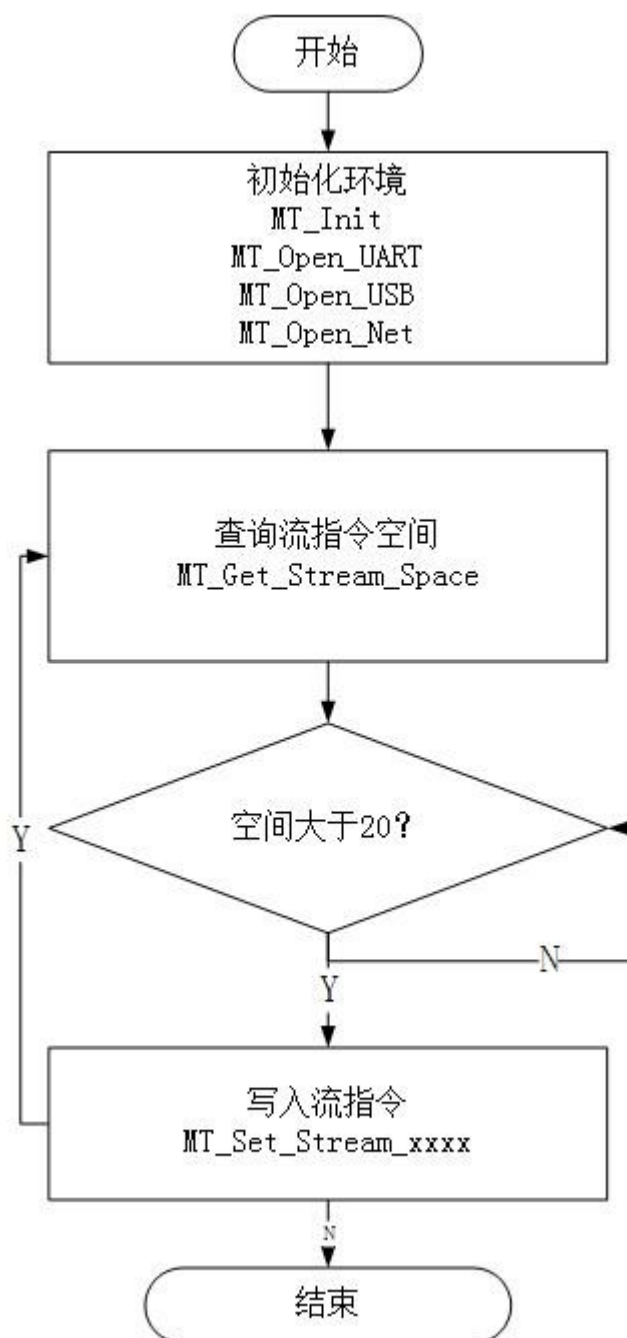 开始
初始化环境
MT_Init
MT_Open_UART
MT_Open_USB
MT_Open_Net
查询流指令空间
MT_Get_Stream_Space
空间大于20?
Y
N
Y
写入流指令
MT_Set_Stream_xxxx
N
结束